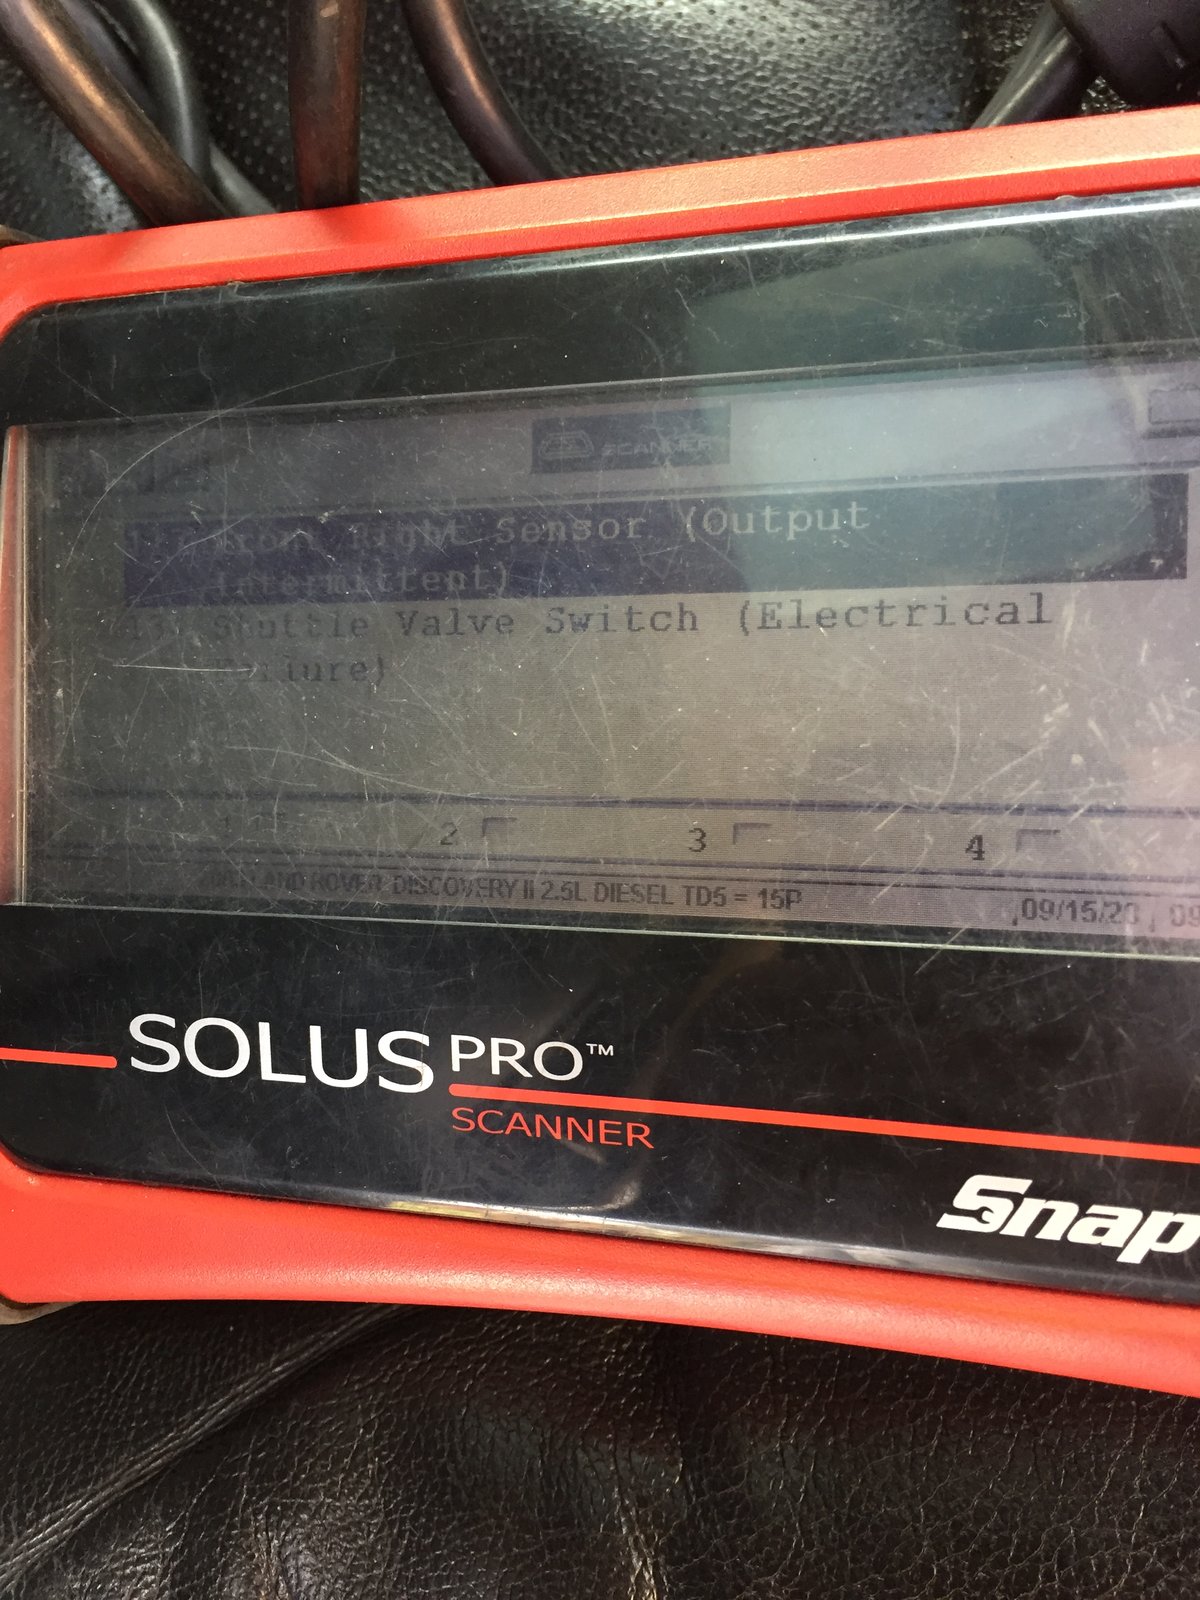 SCANNER
Front Right Sensor (Output
intermittent)
Shuttle Valve Switch (Electrical
Failure)
1 2 3 4
LAND ROVER DISCOVERY II 2.5L DIESEL TD5 = 15P
09/15/20
SOLUS PRO™
SCANNER
Snap